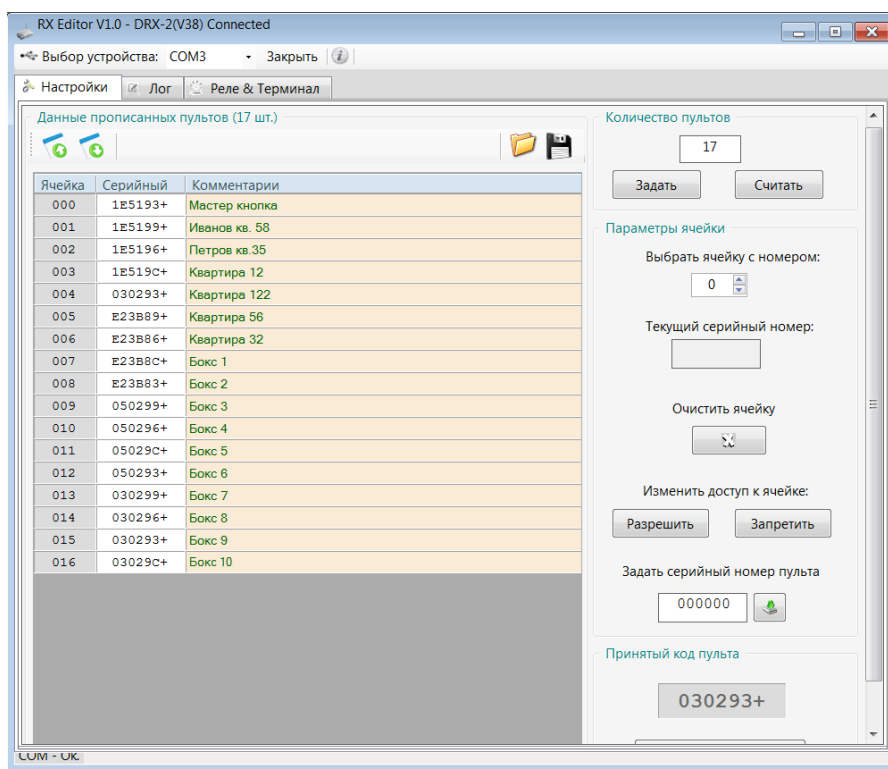 RX Editor V1.0 - DRX-2(V38) Connected
Выбор устройства: COM3 Закрыть
Настройки Лог Реле & Терминал
Данные прописанных пультов (17 шт.)
Ячейка Серийный Комментарии
000 1E5193+ Мастер кнопка
001 1E5199+ Иванов кв. 58
002 1E5196+ Петров кв.35
003 1E519C+ Квартира 12
004 030293+ Квартира 122
005 E23B89+ Квартира 56
006 E23B86+ Квартира 32
007 E23B8C+ Бокс 1
008 E23B83+ Бокс 2
009 050299+ Бокс 3
010 050296+ Бокс 4
011 05029C+ Бокс 5
012 050293+ Бокс 6
013 030299+ Бокс 7
014 030296+ Бокс 8
015 030293+ Бокс 9
016 03029C+ Бокс 10
Количество пультов
17
Задать Считать
Параметры ячейки
Выбрать ячейку с номером:
0
Текущий серийный номер:
Очистить ячейку
Изменить доступ к ячейке:
Разрешить Запретить
Задать серийный номер пульта
000000
Принятый код пульта
030293+
COM - OK.